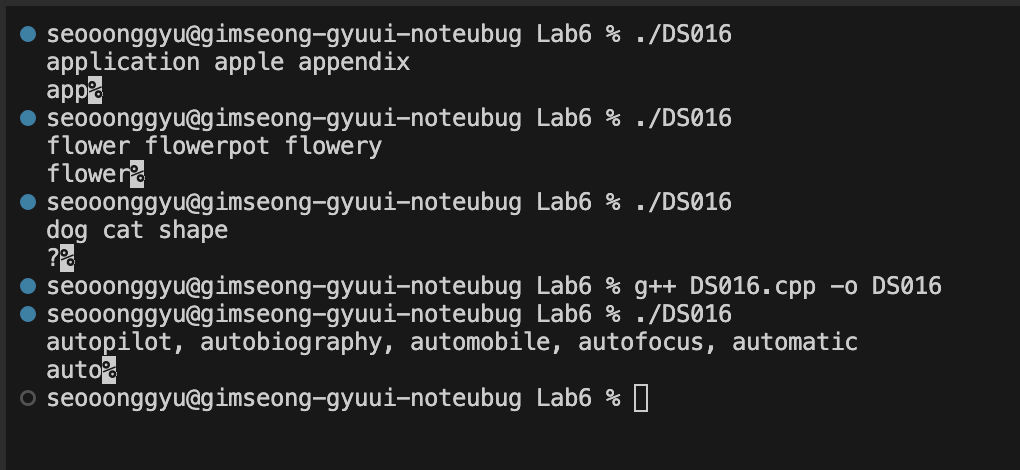 seooonggyu@gimseong-gyuui-noteubug Lab6 % ./DS016
application apple appendix
app%
seooonggyu@gimseong-gyuui-noteubug Lab6 % ./DS016
flower flowerpot flowery
flower%
seooonggyu@gimseong-gyuui-noteubug Lab6 % ./DS016
dog cat shape
?%
seooonggyu@gimseong-gyuui-noteubug Lab6 % g++ DS016.cpp -o DS016
seooonggyu@gimseong-gyuui-noteubug Lab6 % ./DS016
autopilot, autobiography, automobile, autofocus, automatic
auto%
seooonggyu@gimseong-gyuui-noteubug Lab6 %